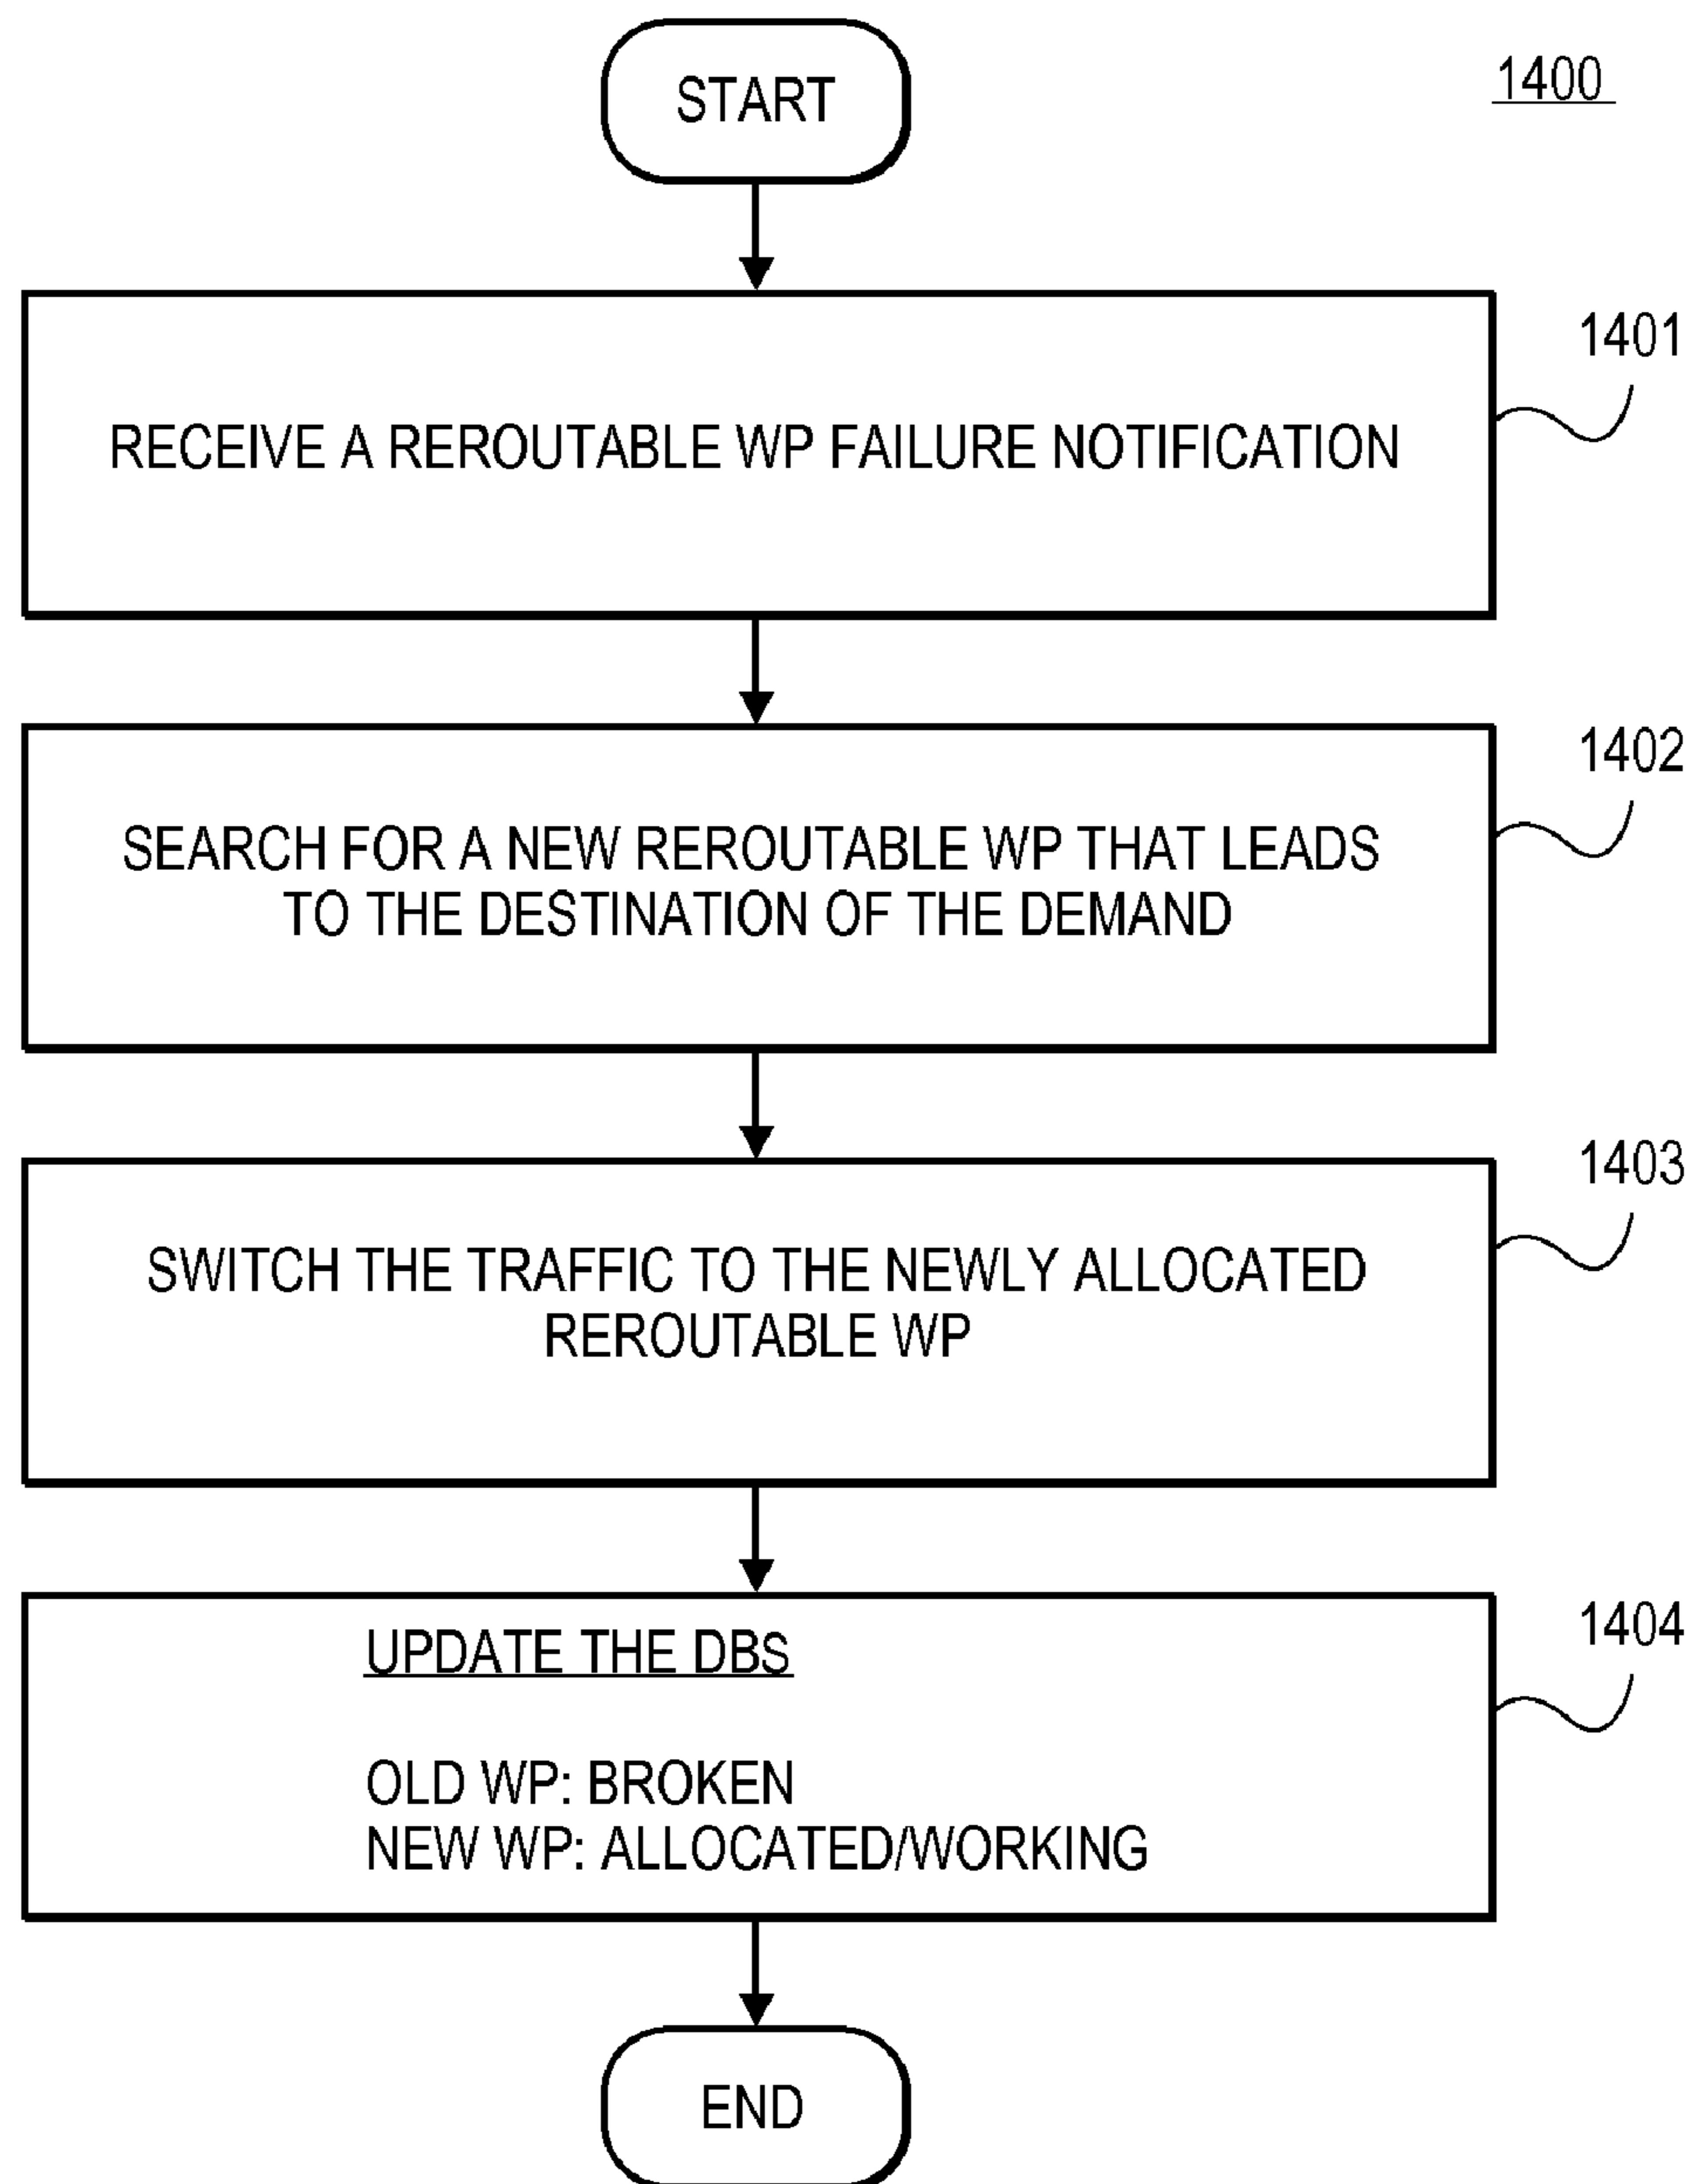 START
1400
1401
RECEIVE A REROUTABLE WP FAILURE NOTIFICATION
1402
SEARCH FOR A NEW REROUTABLE WP THAT LEADS
TO THE DESTINATION OF THE DEMAND
1403
SWITCH THE TRAFFIC TO THE NEWLY ALLOCATED
REROUTABLE WP
1404
UPDATE THE DBS
OLD WP: BROKEN
NEW WP: ALLOCATED/WORKING
END